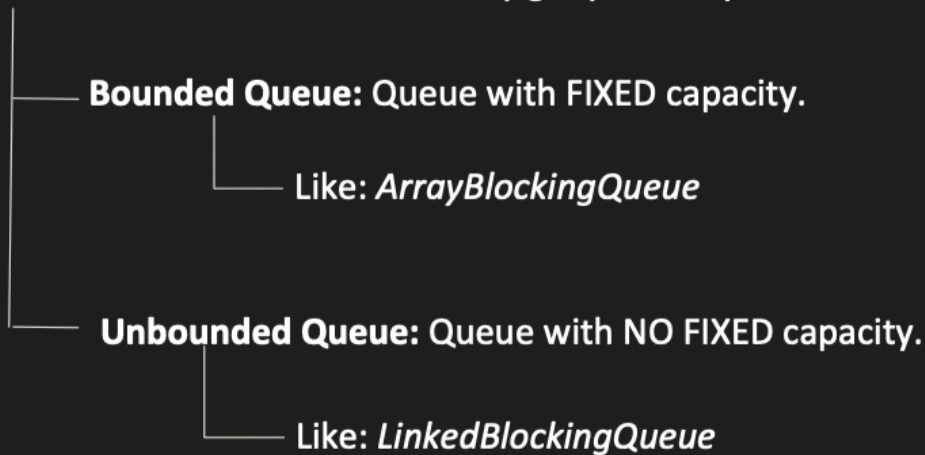 Bounded Queue: Queue with FIXED capacity.
Like: ArrayBlockingQueue
Unbounded Queue: Queue with NO FIXED capacity.
Like: LinkedBlockingQueue